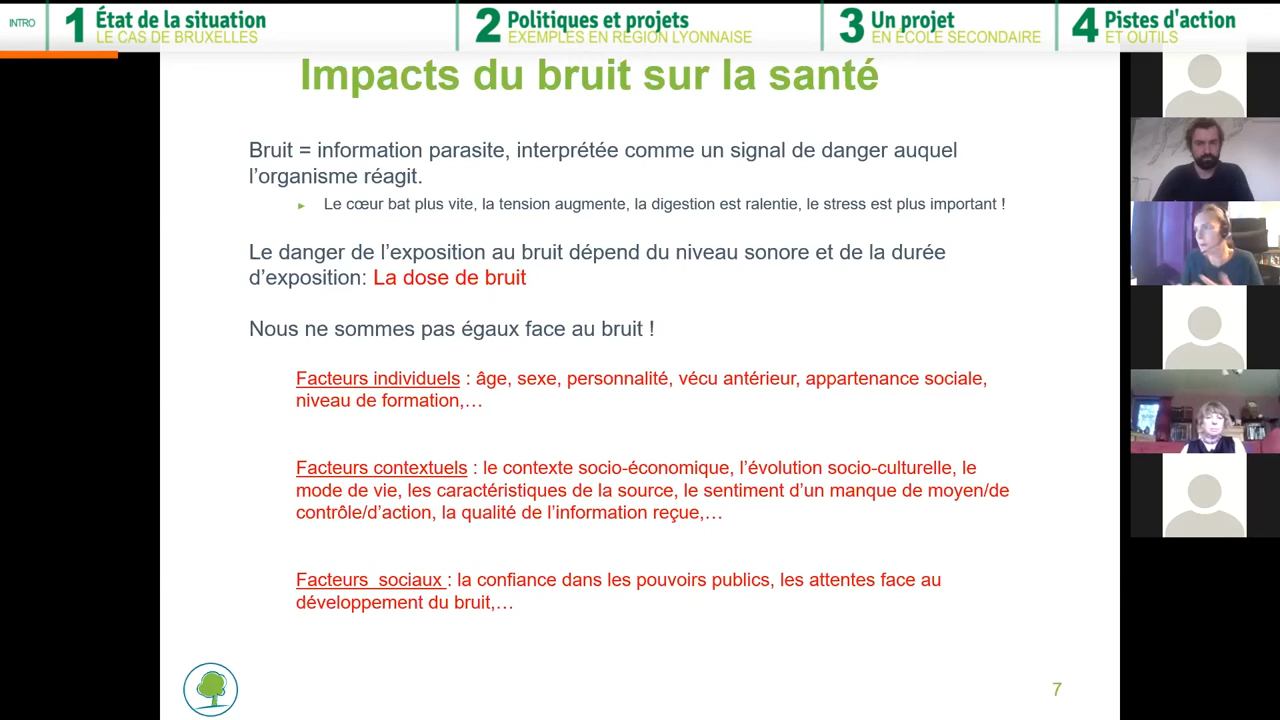 INTRO
1 État de la situation
LE CAS DE BRUXELLES
2 Politiques et projets
EXEMPLES EN RÉGION LYONNAISE
3 Un projet
EN ÉCOLE SECONDAIRE
4 Pistes d'action
ET OUTILS
Impacts du bruit sur la santé
Bruit = information parasite, interprétée comme un signal de danger auquel
l’organisme réagit.
► Le cœur bat plus vite, la tension augmente, la digestion est ralentie, le stress est plus important !
Le danger de l’exposition au bruit dépend du niveau sonore et de la durée
d’exposition: La dose de bruit
Nous ne sommes pas égaux face au bruit !
Facteurs individuels : âge, sexe, personnalité, vécu antérieur, appartenance sociale,
niveau de formation,…
Facteurs contextuels : le contexte socio-économique, l’évolution socio-culturelle, le
mode de vie, les caractéristiques de la source, le sentiment d’un manque de moyen/de
contrôle/d’action, la qualité de l’information reçue,…
Facteurs sociaux : la confiance dans les pouvoirs publics, les attentes face au
développement du bruit,…
7